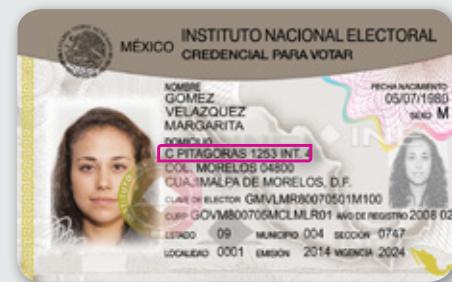 MÉXICO
INSTITUTO NACIONAL ELECTORAL
CREDENCIAL PARA VOTAR
NOMBRE
GOMEZ
VELAZQUEZ
MARGARITA
FECHA NACIMIENTO
05/07/1980
SEXO M
DOMICILIO
C PITAGORAS 1253 INT. 4
COL. MORELOS 04800
CUAJIMALPA DE MORELOS, D.F.
CLAVE DE ELECTOR GMVLMR80070501M100
CURP GOVM800705MCLMLR01 AÑO DE REGISTRO 2008 02
ESTADO 09 MUNICIPIO 004 SECCIÓN 0747
LOCALIDAD 0001 EMISIÓN 2014 VIGENCIA 2024